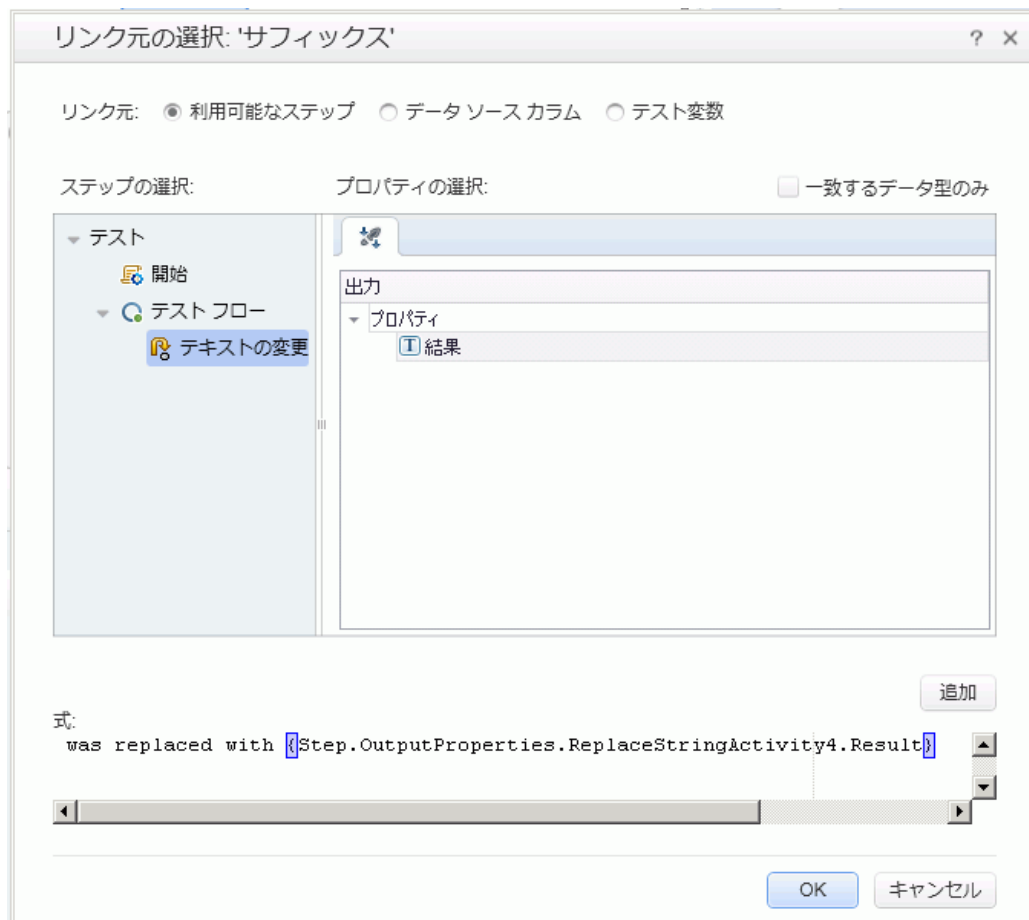 リンク元の選択: 'サフィックス'
リンク元: 利用可能なステップ データ ソース カラム テスト変数
ステップの選択: プロパティの選択: 一致するデータ型のみ
テスト
開始
テスト フロー
テキストの変更
出力
プロパティ
結果
追加
式:
was replaced with {Step.OutputProperties.ReplaceStringActivity4.Result}
OK キャンセル